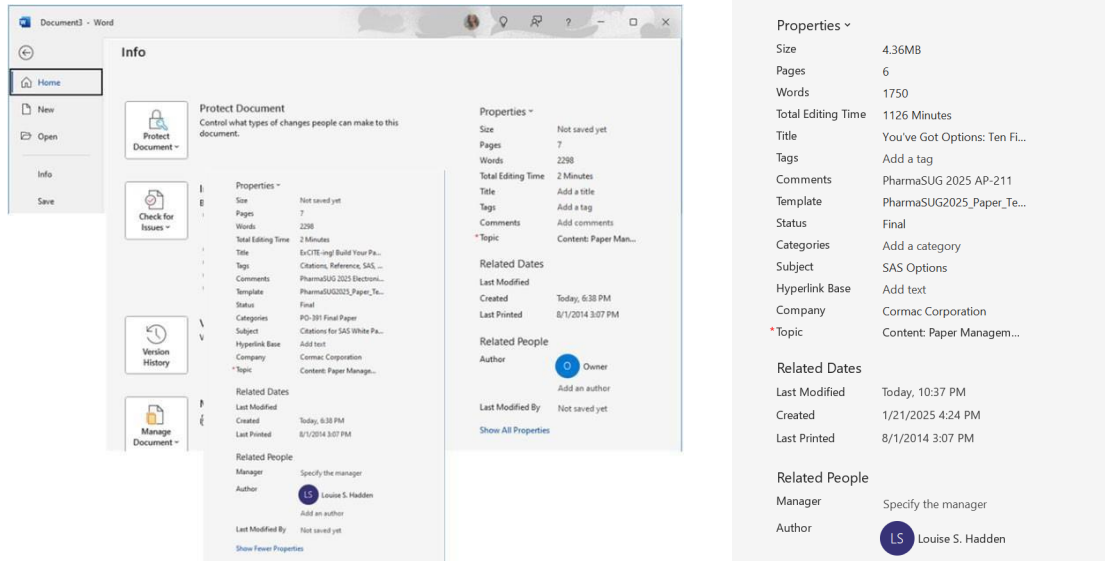 Document3 - Word
?
Info
Home
New
Open
Info
Save
Protect
Document
Protect Document
Control what types of changes people can make to this
document.
Check for
Issues
Version
History
Manage
Document
Properties
Size Not saved yet
Pages 7
Words 2298
Total Editing Time 2 Minutes
Title Add a title
Tags Add a tag
Comments Add comments
*Topic Content: Paper Man...
Related Dates
Last Modified
Created Today, 6:38 PM
Last Printed 8/1/2014 3:07 PM
Related People
Author O Owner
Add an author
Last Modified By Not saved yet
Show All Properties
Properties
Size Not saved yet
Pages 7
Words 2298
Total Editing Time 2 Minutes
Title ExCITE-ing! Build Your Pa...
Tags Citations, Reference, SAS, ...
Comments PharmaSUG 2025 Electroni...
Template PharmaSUG2025_Paper_Te...
Status Final
Categories PO-391 Final Paper
Subject Citations for SAS White Pa...
Hyperlink Base Add text
Company Cormac Corporation
*Topic Content: Paper Manage...
Related Dates
Last Modified
Created Today, 6:38 PM
Last Printed 8/1/2014 3:07 PM
Related People
Manager Specify the manager
Author LS Louise S. Hadden
Add an author
Last Modified By Not saved yet
Show Fewer Properties
Properties
Size 4.36MB
Pages 6
Words 1750
Total Editing Time 1126 Minutes
Title You've Got Options: Ten Fi...
Tags Add a tag
Comments PharmaSUG 2025 AP-211
Template PharmaSUG2025_Paper_Te...
Status Final
Categories Add a category
Subject SAS Options
Hyperlink Base Add text
Company Cormac Corporation
*Topic Content: Paper Managem...
Related Dates
Last Modified Today, 10:37 PM
Created 1/21/2025 4:24 PM
Last Printed 8/1/2014 3:07 PM
Related People
Manager Specify the manager
Author LS Louise S. Hadden